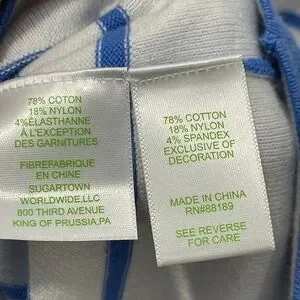 78% COTON
18% NYLON
4%ÉLASTHANNE
À L'EXCEPTION
DES GARNITURES
FIBREFABRIQUE
EN CHINE
SUGARTOWN
WORLDWIDE,LLC
800 THIRD AVENUE
KING OF PRUSSIA,PA
78% COTTON
18% NYLON
4% SPANDEX
EXCLUSIVE OF
DECORATION
MADE IN CHINA
RN#88189
SEE REVERSE
FOR CARE